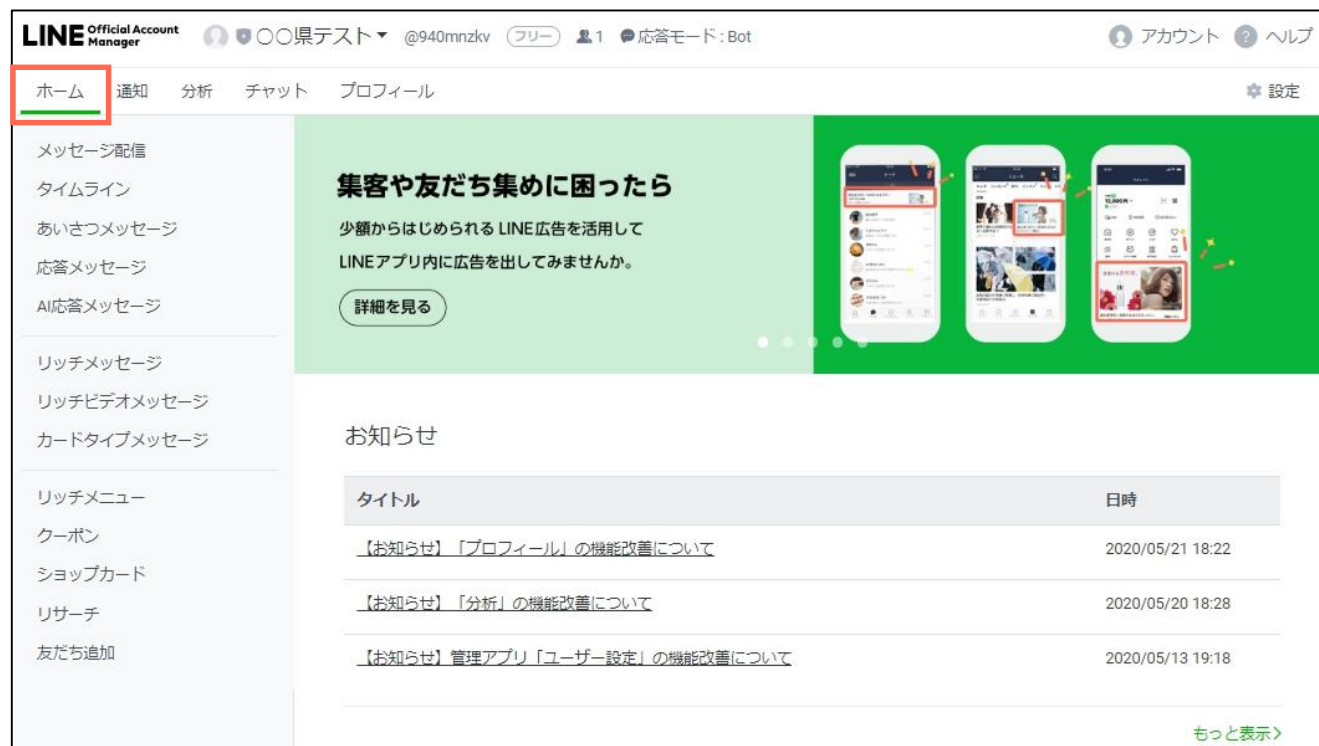 LINE Official Account Manager
〇〇県テスト @940mnzkv フリー 1 応答モード : Bot
アカウント ヘルプ
ホーム 通知 分析 チャット プロフィール
設定
メッセージ配信
タイムライン
あいさつメッセージ
応答メッセージ
AI応答メッセージ
リッチメッセージ
リッチビデオメッセージ
カードタイプメッセージ
リッチメニュー
クーポン
ショップカード
リサーチ
友だち追加
集客や友だち集めに困ったら
少額からはじめられる LINE広告を活用して
LINEアプリ内に広告を出してみませんか。
詳細を見る
お知らせ
タイトル 日時
【お知らせ】「プロフィール」の機能改善について 2020/05/21 18:22
【お知らせ】「分析」の機能改善について 2020/05/20 18:28
【お知らせ】管理アプリ「ユーザー設定」の機能改善について 2020/05/13 19:18
もっと表示